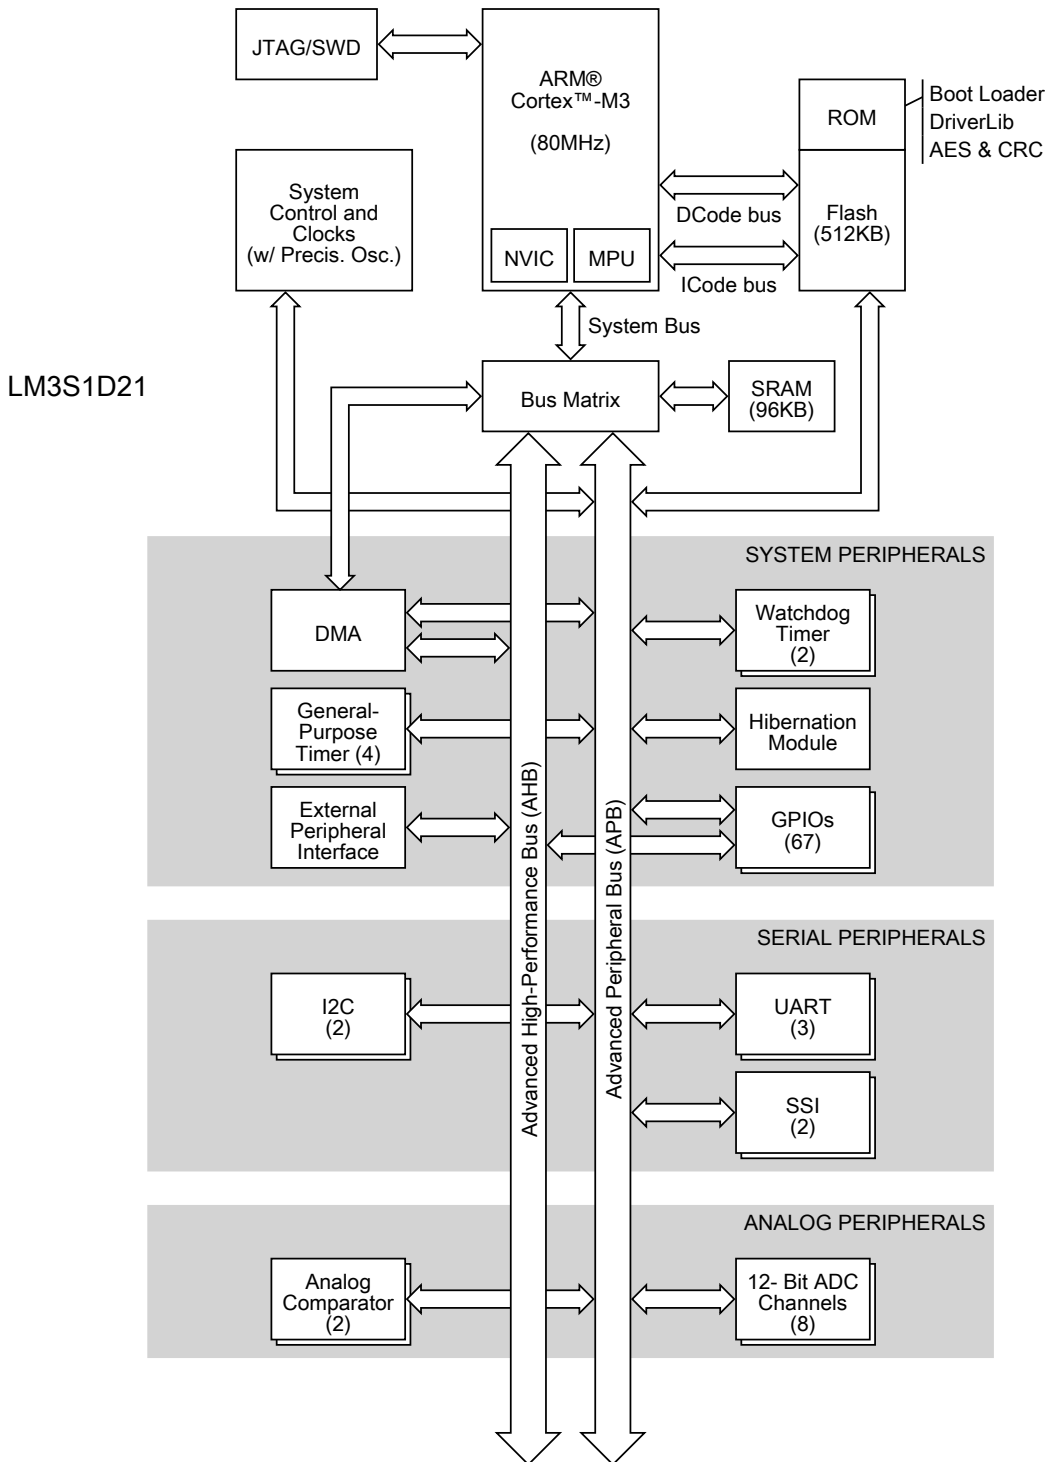 JTAG/SWD
ARM®
Cortex™-M3
(80MHz)
NVIC
MPU
ROM
Boot Loader
DriverLib
AES & CRC
Flash
(512KB)
DCode bus
ICode bus
System
Control and
Clocks
(w/ Precis. Osc.)
System Bus
LM3S1D21
Bus Matrix
SRAM
(96KB)
SYSTEM PERIPHERALS
DMA
Watchdog
Timer
(2)
General-
Purpose
Timer (4)
Hibernation
Module
External
Peripheral
Interface
GPIOs
(67)
Advanced High-Performance Bus (AHB)
Advanced Peripheral Bus (APB)
SERIAL PERIPHERALS
I2C
(2)
UART
(3)
SSI
(2)
ANALOG PERIPHERALS
Analog
Comparator
(2)
12- Bit ADC
Channels
(8)